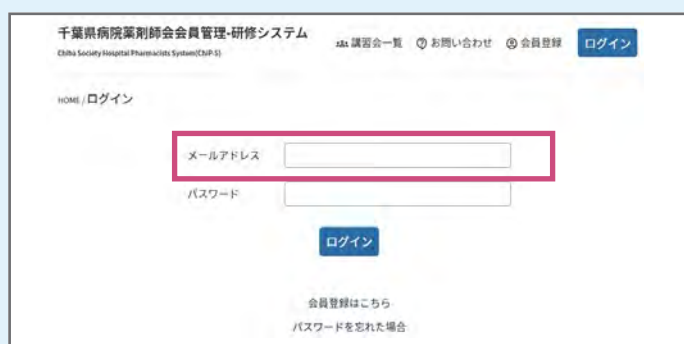 千葉県病院薬剤師会会員管理-研修システム
Chiba Society Hospital Pharmacists System(ChiP-S)
講習会一覧 お問い合わせ 会員登録 ログイン
HOME / ログイン
メールアドレス
パスワード
ログイン
会員登録はこちら
パスワードを忘れた場合